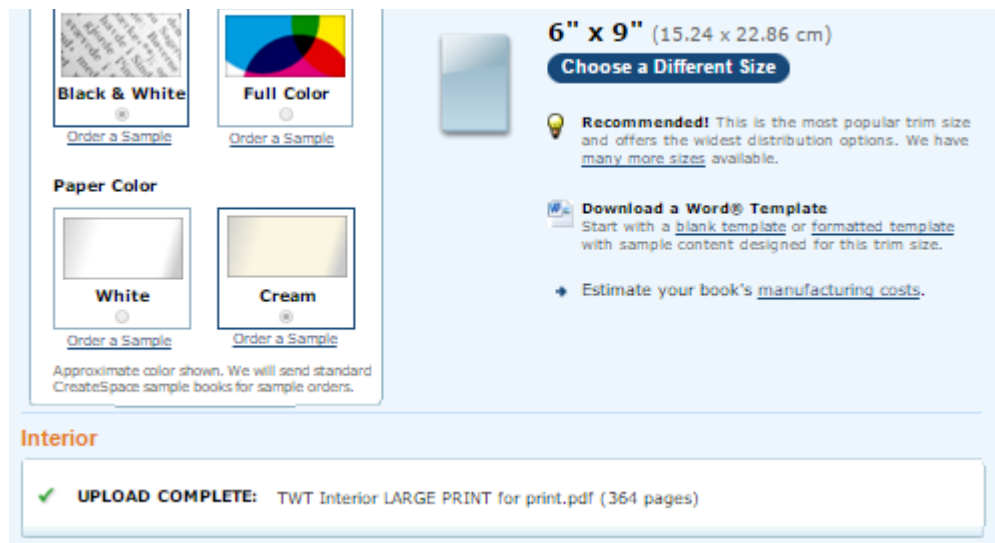 Black & White
Full Color
Order a Sample
Order a Sample
Paper Color
White
Cream
Order a Sample
Order a Sample
Approximate color shown. We will send standard
CreateSpace sample books for sample orders.
6" x 9" (15.24 x 22.86 cm)
Choose a Different Size
Recommended! This is the most popular trim size
and offers the widest distribution options. We have
many more sizes available.
Download a Word® Template
Start with a blank template or formatted template
with sample content designed for this trim size.
Estimate your book's manufacturing costs.
Interior
UPLOAD COMPLETE: TWT Interior LARGE PRINT for print.pdf (364 pages)